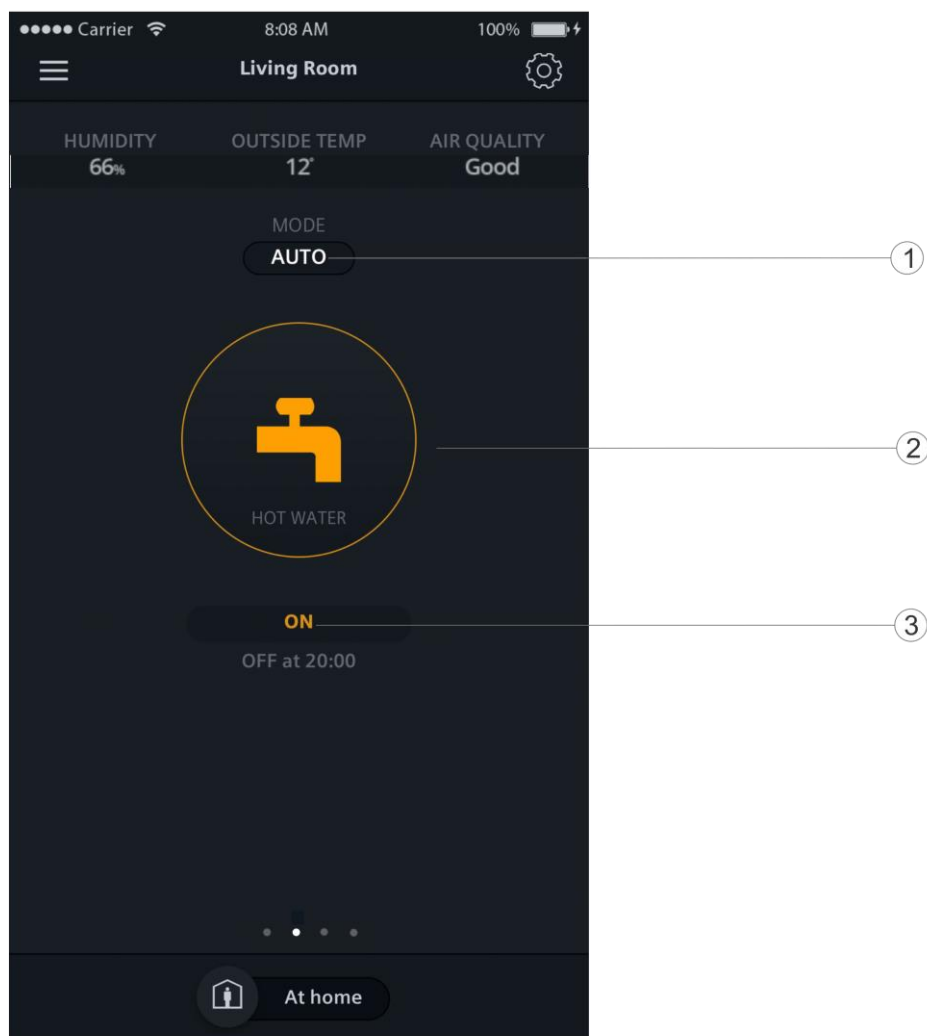 Carrier 8:08 AM 100%
Living Room
HUMIDITY OUTSIDE TEMP AIR QUALITY
66% 12° Good
MODE
AUTO
1
HOT WATER
2
ON
3
OFF at 20:00
At home